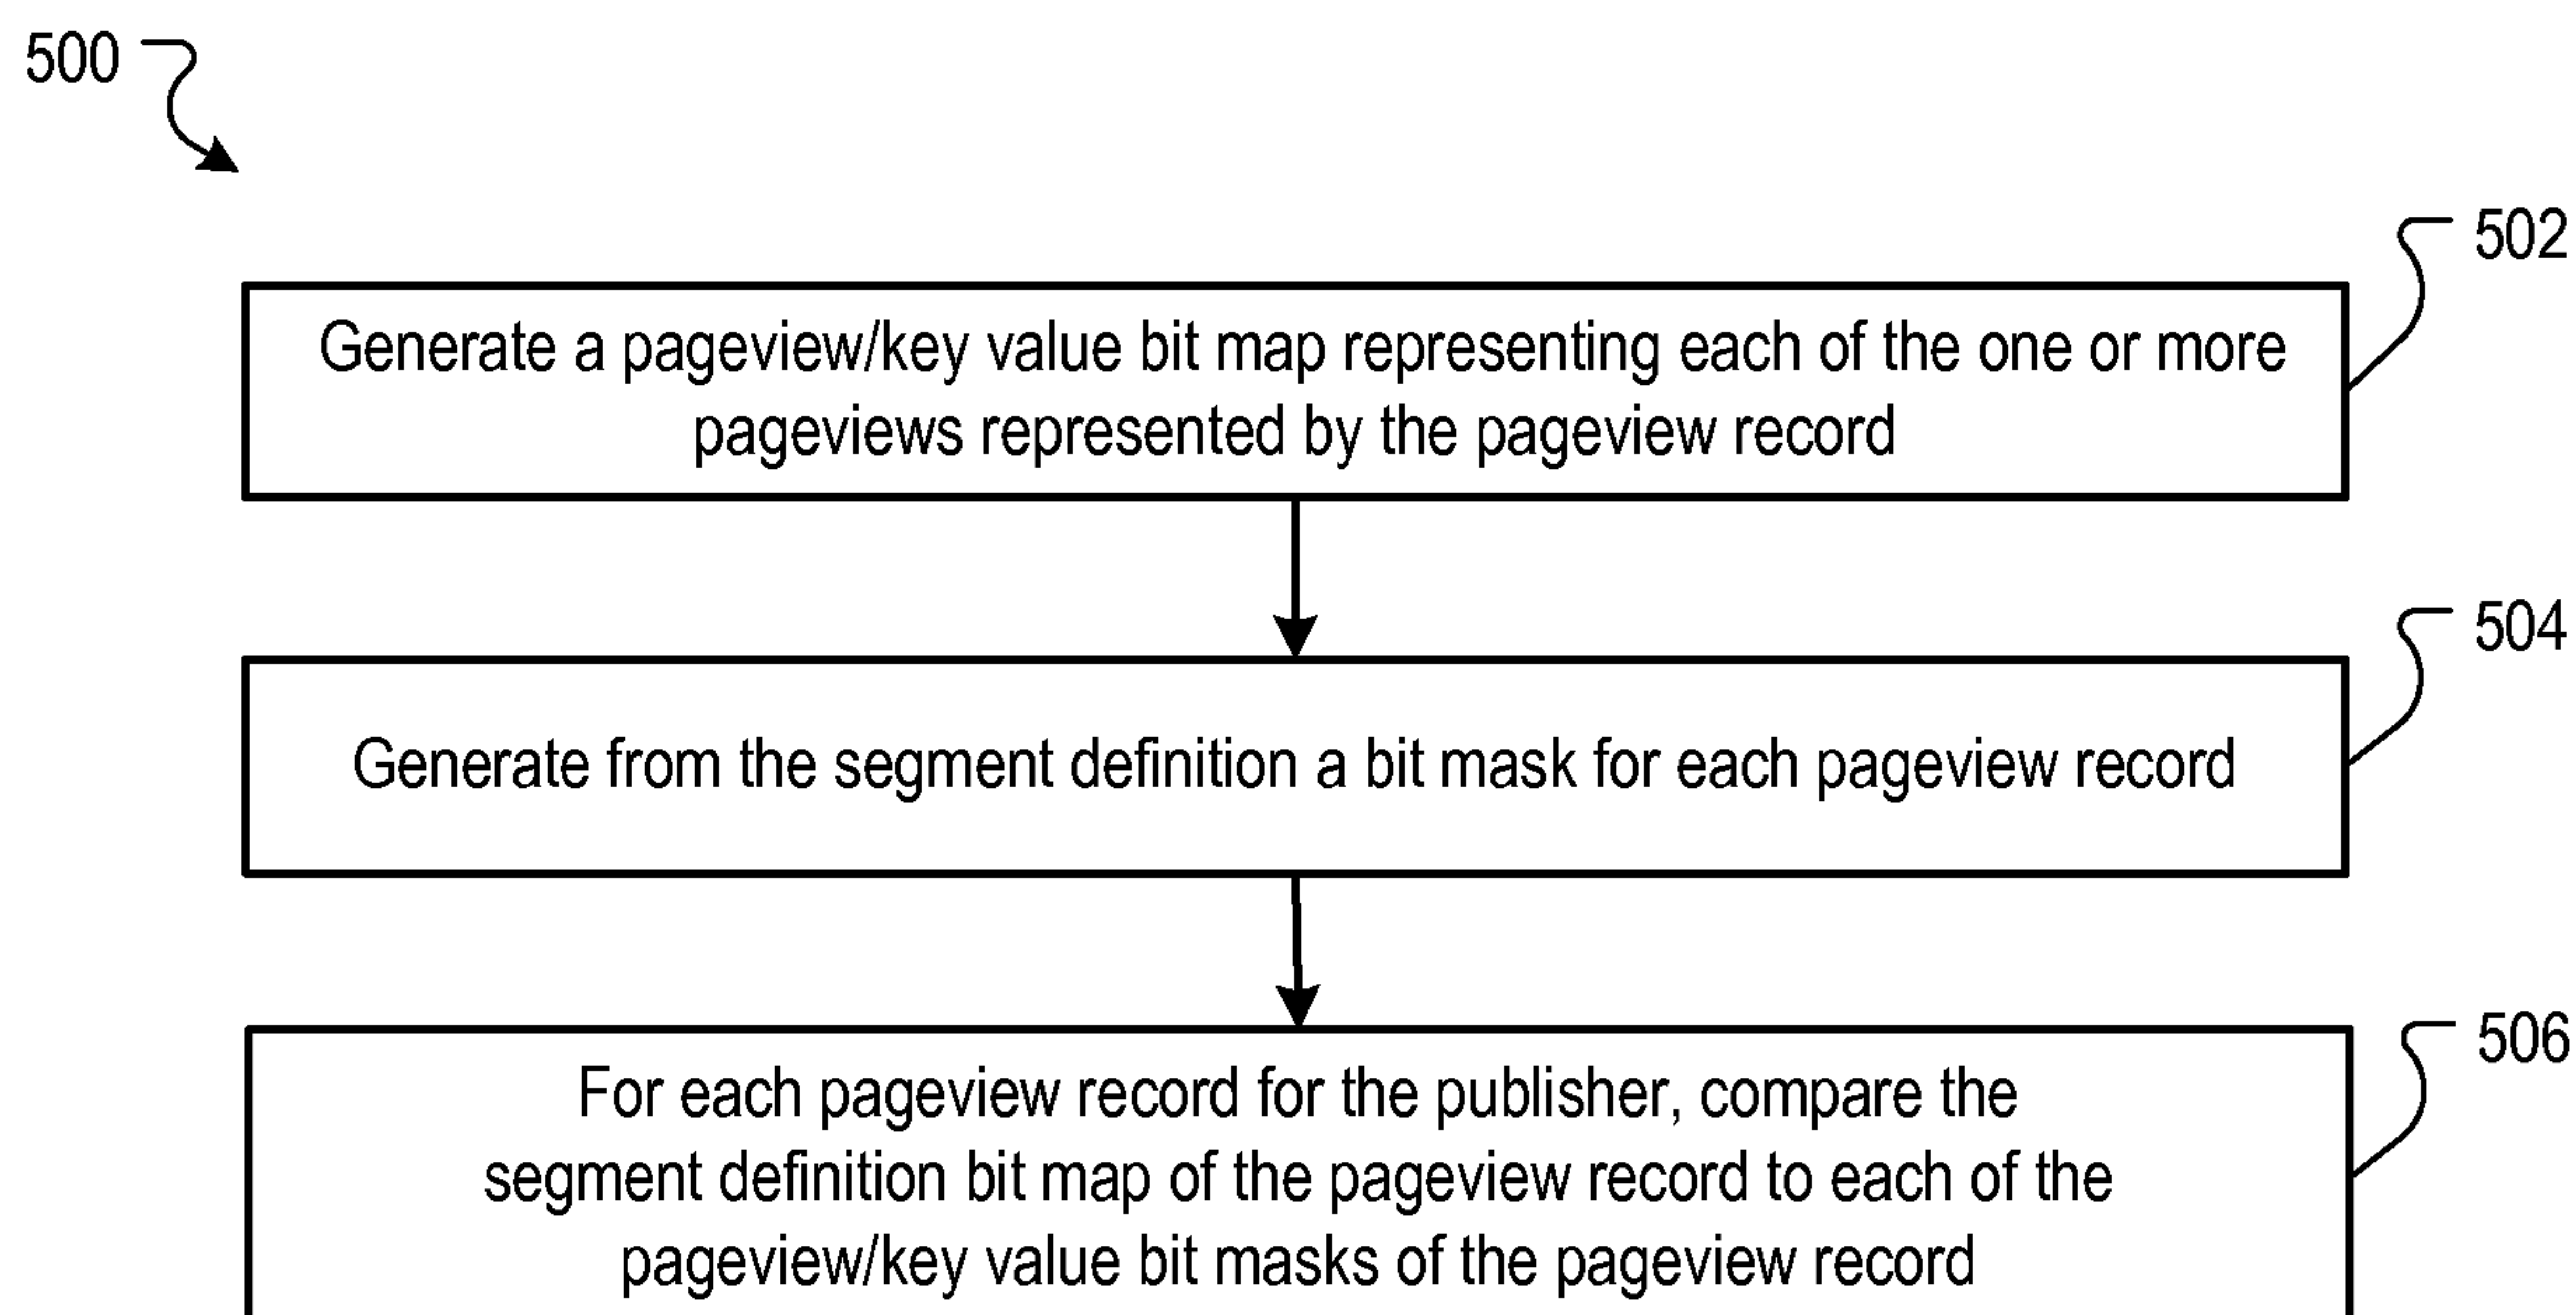 500
502
Generate a pageview/key value bit map representing each of the one or more
pageviews represented by the pageview record
504
Generate from the segment definition a bit mask for each pageview record
506
For each pageview record for the publisher, compare the
segment definition bit map of the pageview record to each of the
pageview/key value bit masks of the pageview record